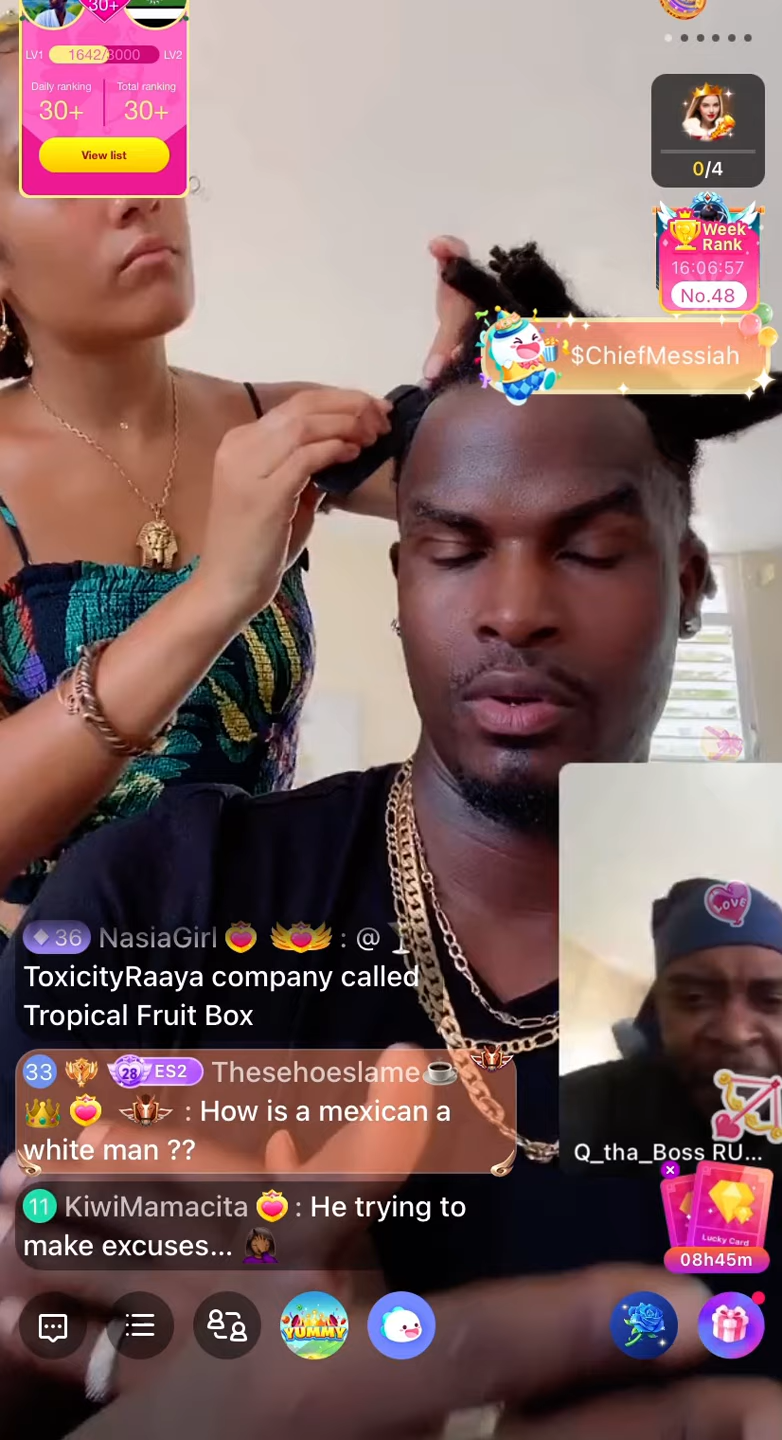 30+
LV1 1642/3000 LV2
Daily ranking Total ranking
30+ 30+
View list
0/4
Week
Rank
16:06:57
No.48
$ChiefMessiah
36 NasiaGirl : @
ToxicityRaaya company called
Tropical Fruit Box
33 28 ES2 Thesehoeslame☕
👑 : How is a mexican a
white man ??
11 KiwiMamacita : He trying to
make excuses... 🤦🏾‍♀️
LOVE
Q_tha_Boss RU...
Lucky Card
08h45m
YUMMY